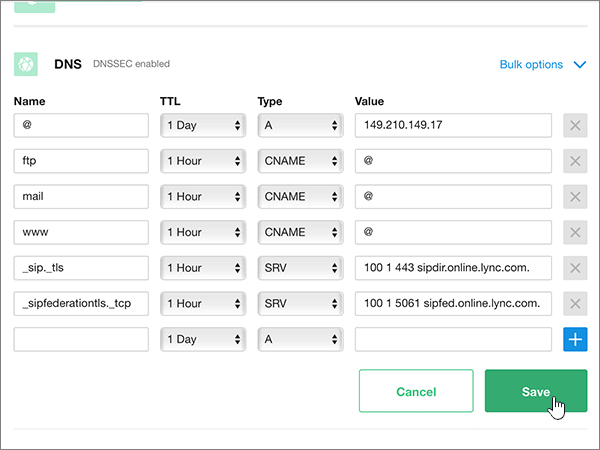 DNS DNSSEC enabled Bulk options
Name TTL Type Value
@ 1 Day A 149.210.149.17
ftp 1 Hour CNAME @
mail 1 Hour CNAME @
www 1 Hour CNAME @
_sip._tls 1 Hour SRV 100 1 443 sipdir.online.lync.com.
_sipfederationtls._tcp 1 Hour SRV 100 1 5061 sipfed.online.lync.com.
1 Day A
Cancel Save